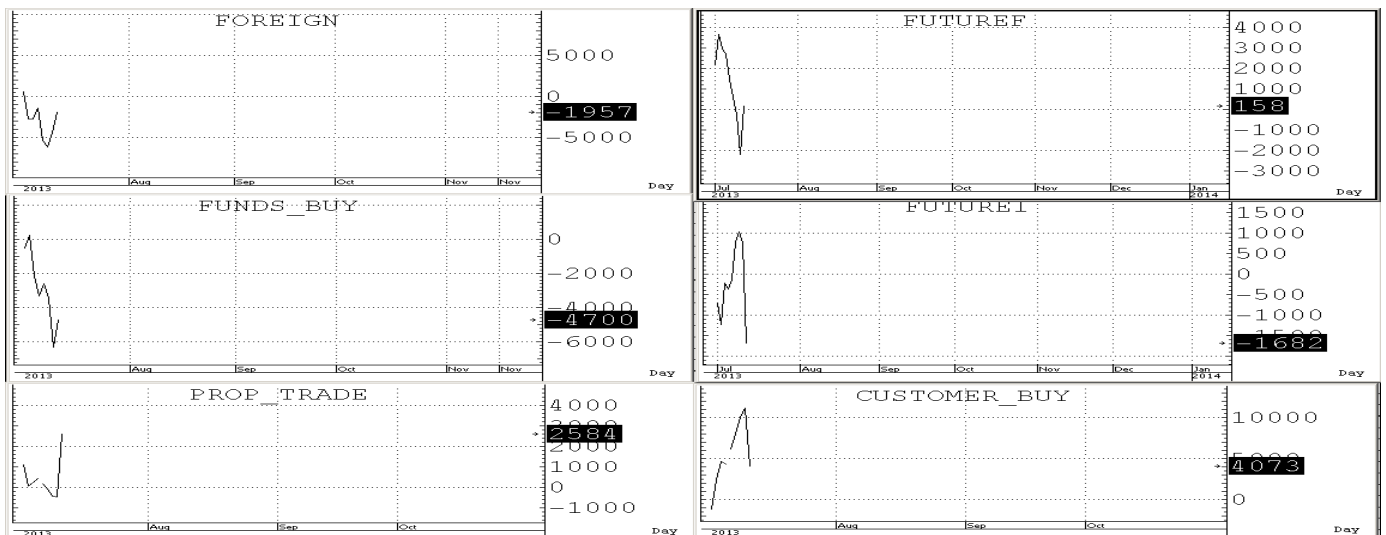 FOREIGN
5000
0
-1957
-5000
Aug Sep Oct Nov Nov
2013
Day
FUTUREF
4000
3000
2000
1000
158
-1000
-2000
-3000
Jul Aug Sep Oct Nov Dec Jan
2013 2014
Day
FUNDS_BUY
0
-2000
-4000
-4700
-6000
Aug Sep Oct Nov Nov
2013
Day
FUTUREI
1500
1000
500
0
-500
-1000
-1500
-1682
Jul Aug Sep Oct Nov Dec Jan
2013 2014
Day
PROP_TRADE
4000
3000
2584
2000
1000
0
-1000
Aug Sep Oct
2013
Day
CUSTOMER_BUY
10000
5000
4073
0
Aug Sep Oct
2013
Day